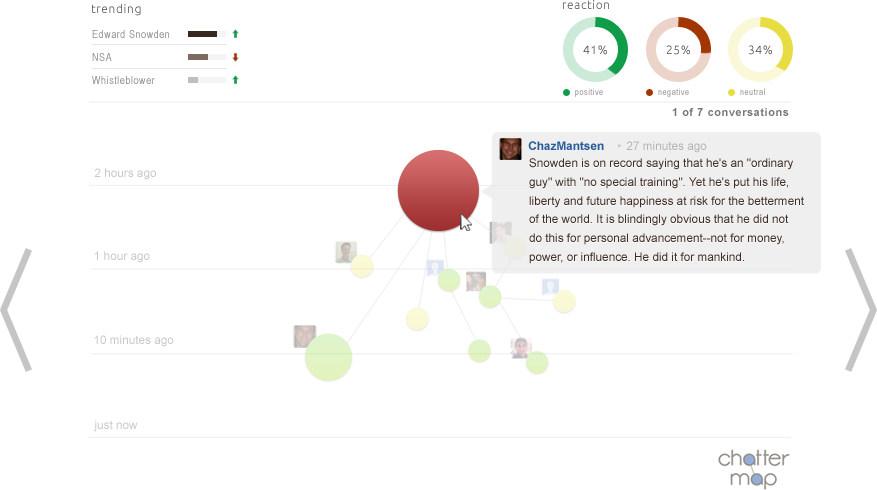 trending
Edward Snowden
NSA
Whistleblower
reaction
41%
25%
34%
positive
negative
neutral
1 of 7 conversations
ChazMantsen • 27 minutes ago
Snowden is on record saying that he's an "ordinary
guy" with "no special training". Yet he's put his life,
liberty and future happiness at risk for the betterment
of the world. It is blindingly obvious that he did not
do this for personal advancement--not for money,
power, or influence. He did it for mankind.
2 hours ago
1 hour ago
10 minutes ago
just now
chatter
map